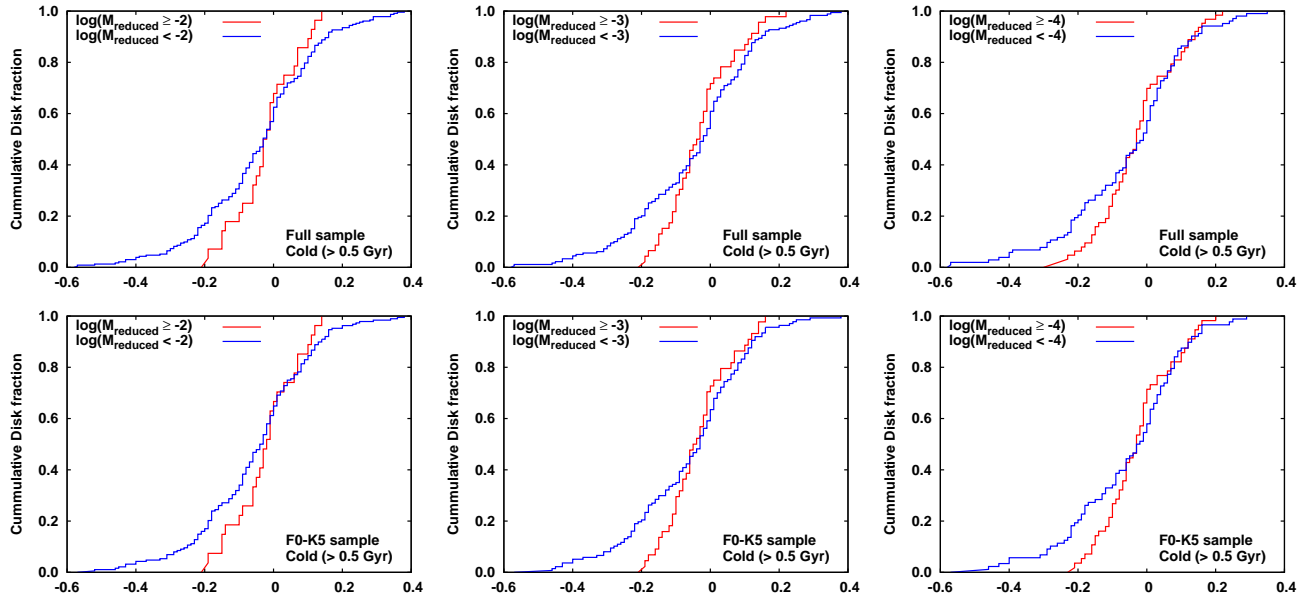 1.0
0.8
0.6
0.4
0.2
0.0
Cummulative Disk fraction
log(M_reduced ≥ -2)
log(M_reduced < -2)
Full sample
Cold (> 0.5 Gyr)
-0.6 -0.4 -0.2 0 0.2 0.4
1.0
0.8
0.6
0.4
0.2
0.0
Cummulative Disk fraction
log(M_reduced ≥ -3)
log(M_reduced < -3)
Full sample
Cold (> 0.5 Gyr)
-0.6 -0.4 -0.2 0 0.2 0.4
1.0
0.8
0.6
0.4
0.2
0.0
Cummulative Disk fraction
log(M_reduced ≥ -4)
log(M_reduced < -4)
Full sample
Cold (> 0.5 Gyr)
-0.6 -0.4 -0.2 0 0.2 0.4
1.0
0.8
0.6
0.4
0.2
0.0
Cummulative Disk fraction
log(M_reduced ≥ -2)
log(M_reduced < -2)
F0-K5 sample
Cold (> 0.5 Gyr)
-0.6 -0.4 -0.2 0 0.2 0.4
1.0
0.8
0.6
0.4
0.2
0.0
Cummulative Disk fraction
log(M_reduced ≥ -3)
log(M_reduced < -3)
F0-K5 sample
Cold (> 0.5 Gyr)
-0.6 -0.4 -0.2 0 0.2 0.4
1.0
0.8
0.6
0.4
0.2
0.0
Cummulative Disk fraction
log(M_reduced ≥ -4)
log(M_reduced < -4)
F0-K5 sample
Cold (> 0.5 Gyr)
-0.6 -0.4 -0.2 0 0.2 0.4